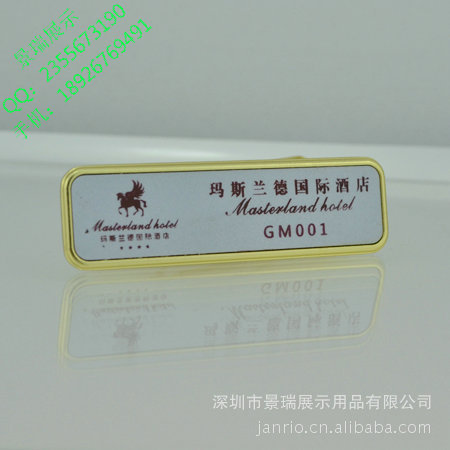 景瑞展示
QQ: 2355673190
手机: 18926769491
Masterland hotel
玛斯兰德国际酒店
★★★★
玛斯兰德国际酒店
Masterland hotel
GM001
深圳市景瑞展示用品有限公司
janrio.cn.alibaba.com